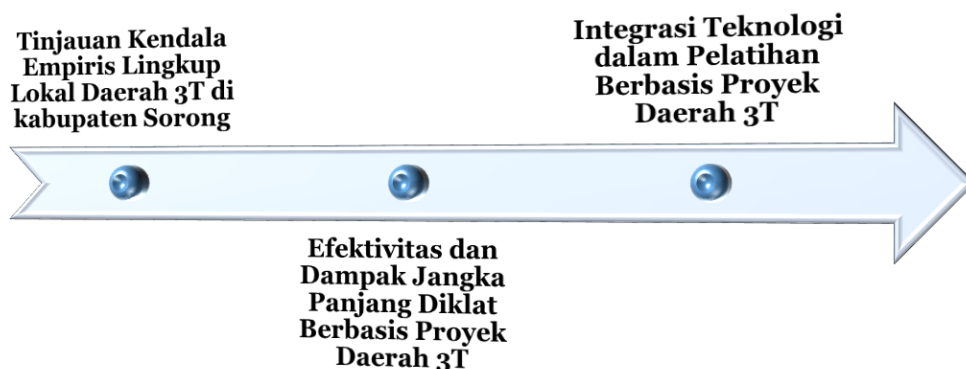 Tinjauan Kendala
Empiris Lingkup
Lokal Daerah 3T di
kabupaten Sorong
Efektivitas dan
Dampak Jangka
Panjang Diklat
Berbasis Proyek
Daerah 3T
Integrasi Teknologi
dalam Pelatihan
Berbasis Proyek
Daerah 3T